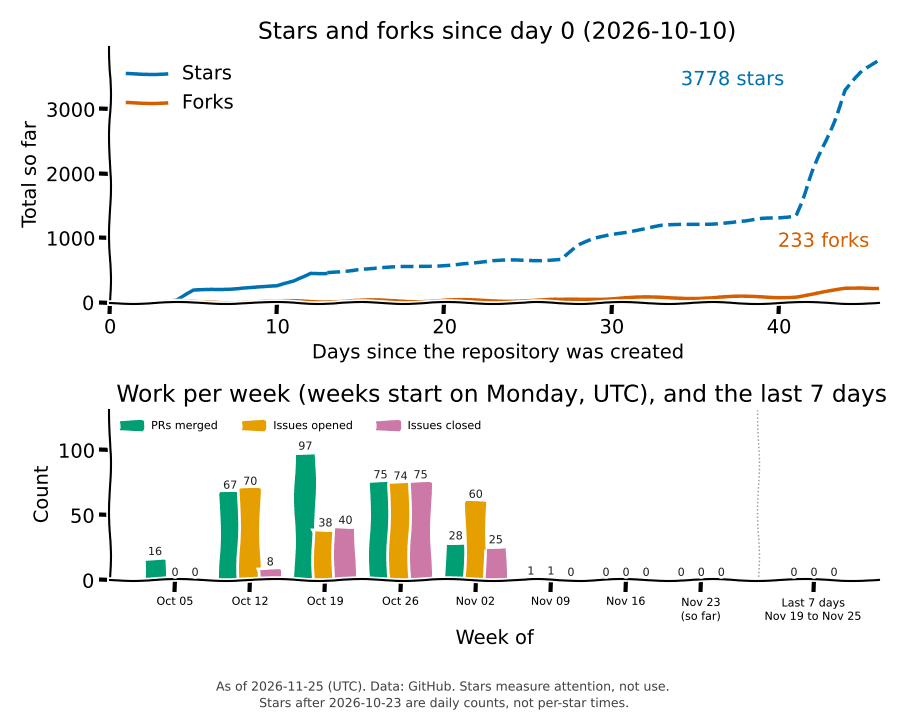 Stars and forks since day 0 (2026-10-10)
Stars
Forks
3778 stars
233 forks
Total so far
3000
2000
1000
0
0 10 20 30 40
Days since the repository was created
Work per week (weeks start on Monday, UTC), and the last 7 days
PRs merged Issues opened Issues closed
Count
100
50
0
16 0 0
67 70 8
97 38 40
75 74 75
28 60 25
1 1 0
0 0 0
0 0 0
0 0 0
Oct 05 Oct 12 Oct 19 Oct 26 Nov 02 Nov 09 Nov 16 Nov 23 Last 7 days
(so far) Nov 19 to Nov 25
Week of
As of 2026-11-25 (UTC). Data: GitHub. Stars measure attention, not use.
Stars after 2026-10-23 are daily counts, not per-star times.